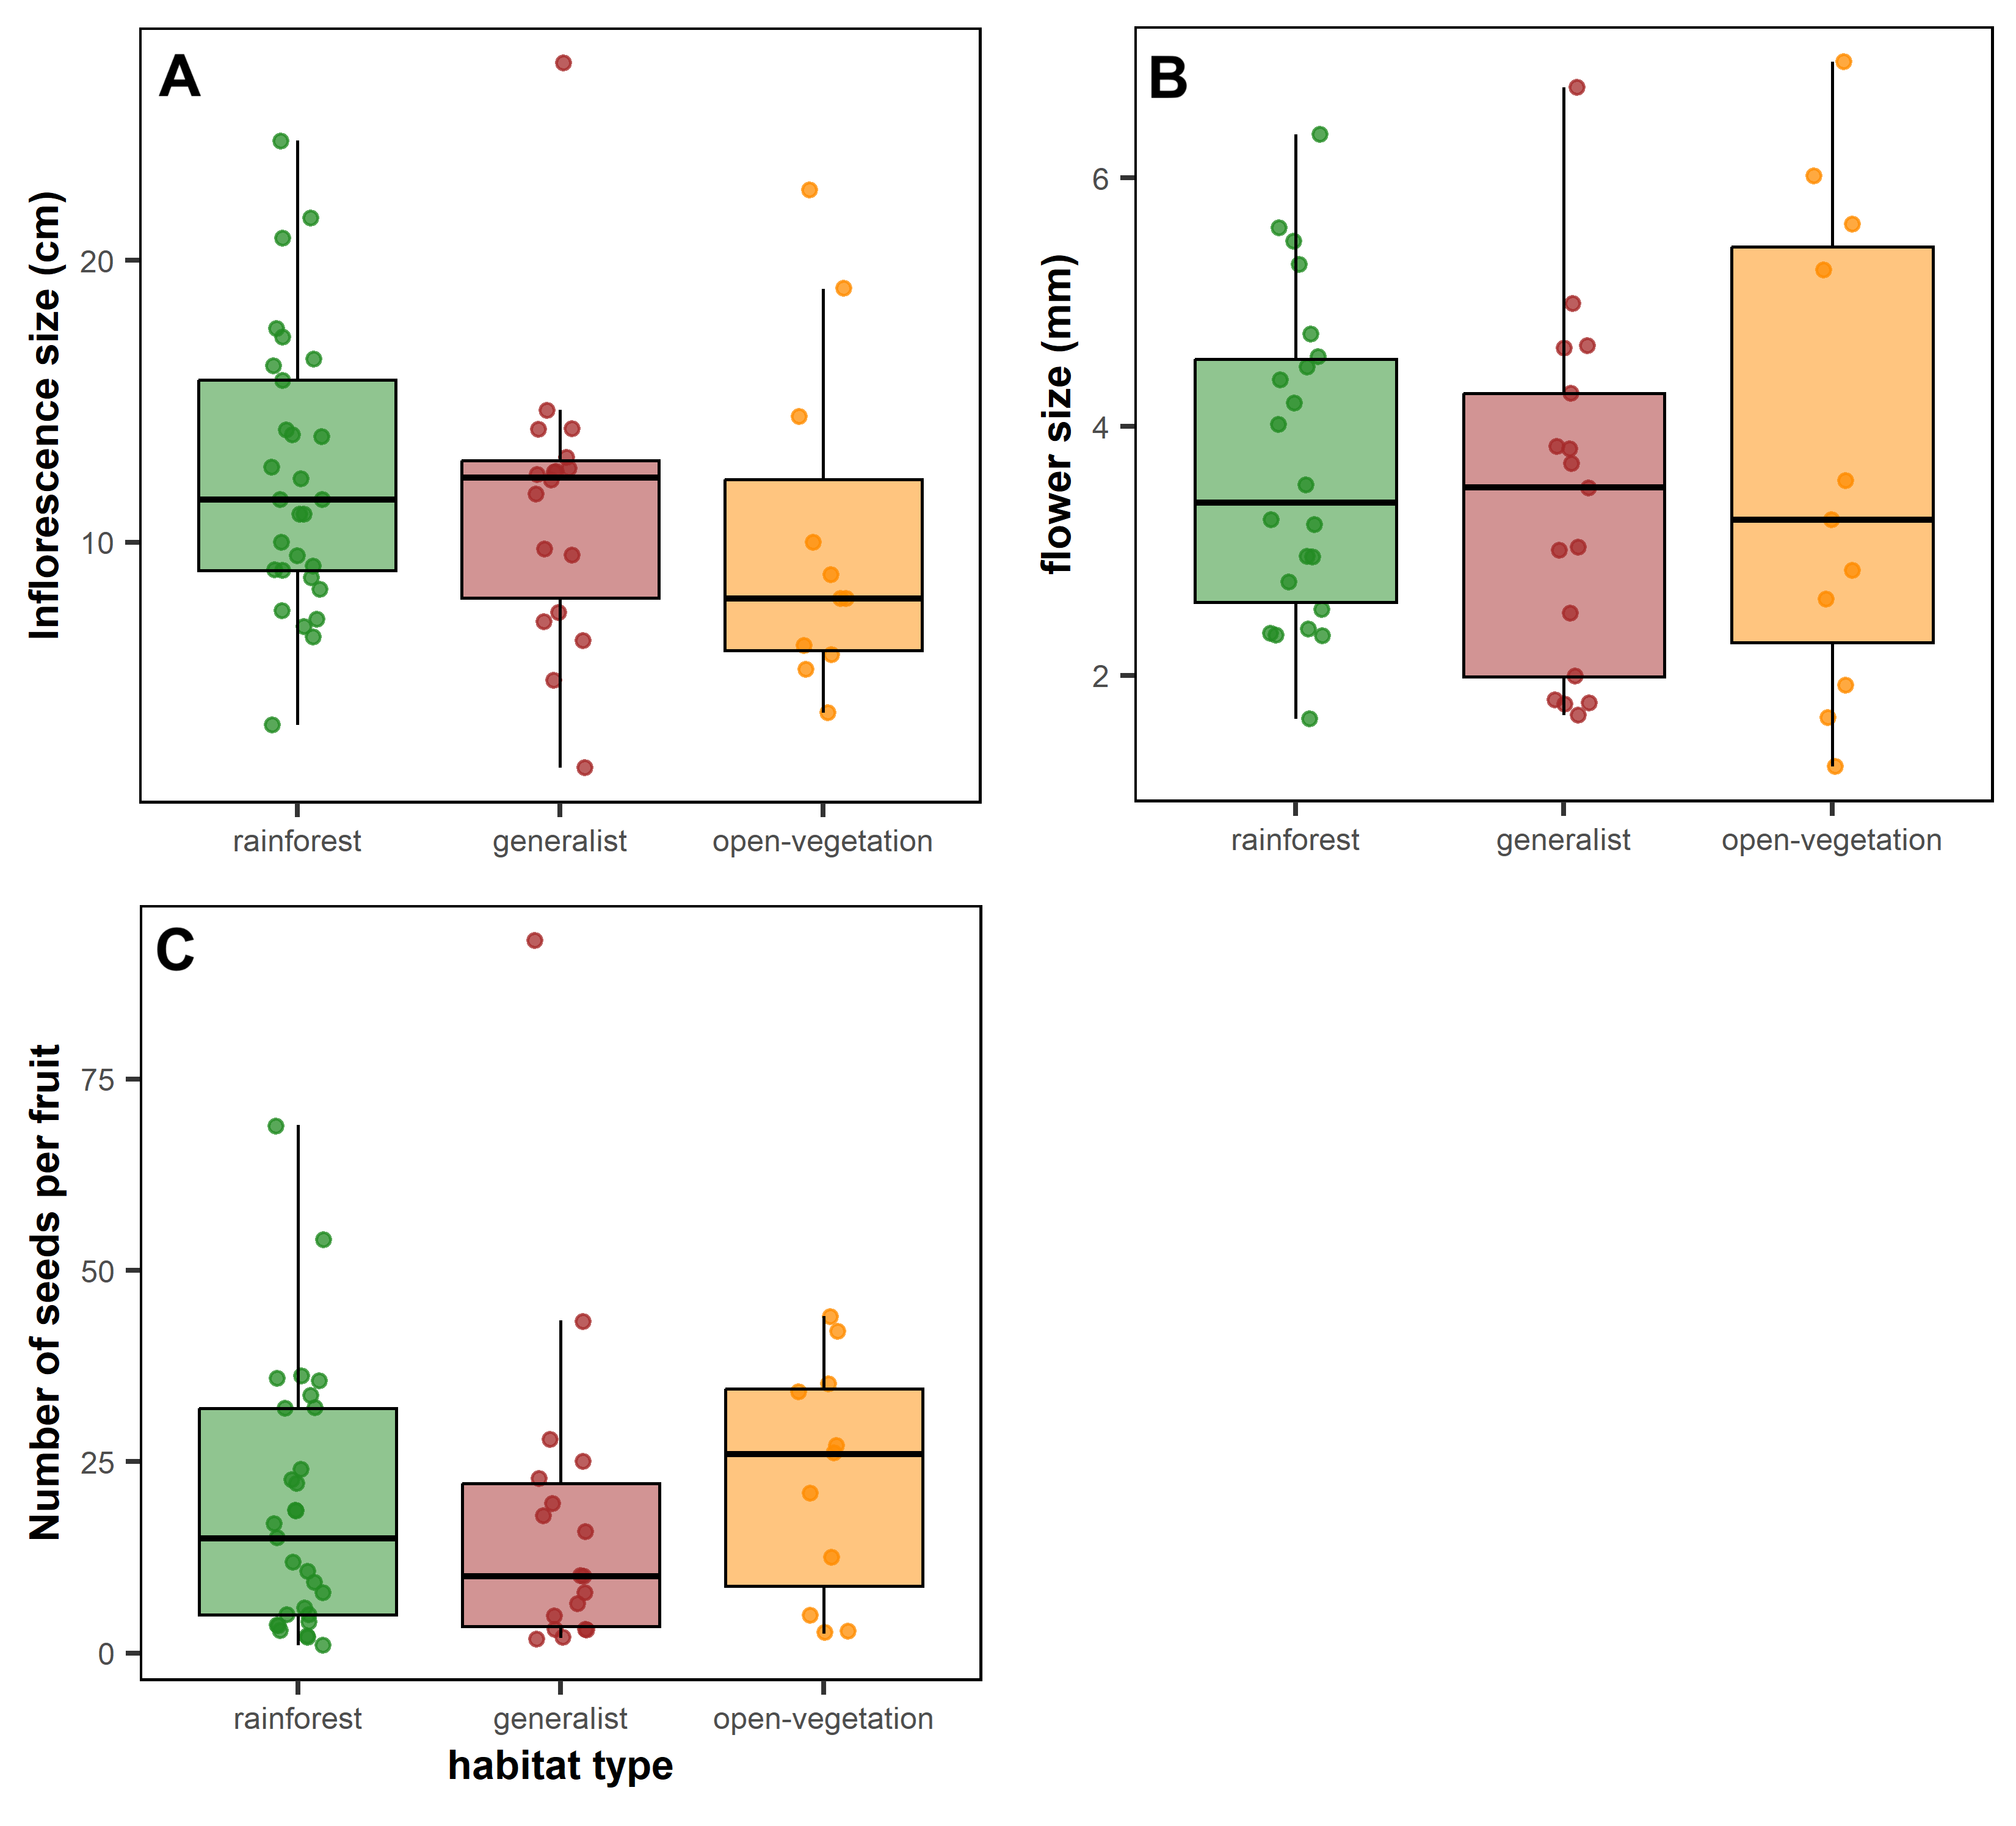 A
Inflorescence size (cm)
20
10
rainforest generalist open-vegetation
B
flower size (mm)
6
4
2
rainforest generalist open-vegetation
C
Number of seeds per fruit
75
50
25
0
rainforest generalist open-vegetation
habitat type